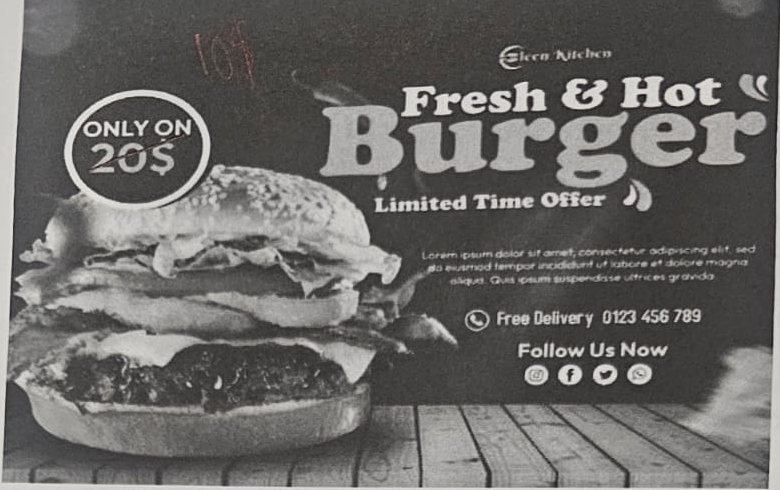 10$
Eleen Kitchen
Fresh & Hot
Burger
ONLY ON
20$
Limited Time Offer
Lorem ipsum dolor sit amet, consectetur adipiscing elit, sed
do eiusmod tempor incididunt ut labore et dolore magna
aliqua. Quis ipsum suspendisse ultrices gravida
Free Delivery 0123 456 789
Follow Us Now